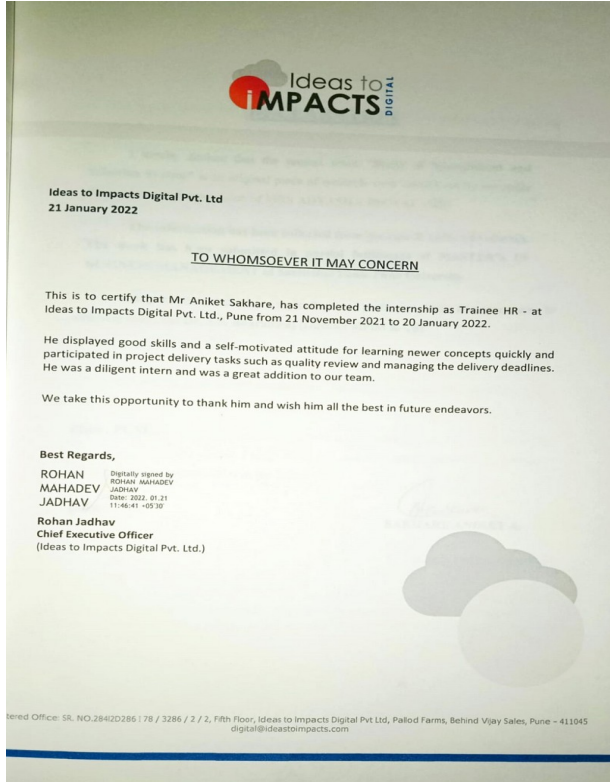 Ideas to
iMPACTS
DIGITAL
Ideas to Impacts Digital Pvt. Ltd
21 January 2022
TO WHOMSOEVER IT MAY CONCERN
This is to certify that Mr Aniket Sakhare, has completed the internship as Trainee HR - at
Ideas to Impacts Digital Pvt. Ltd., Pune from 21 November 2021 to 20 January 2022.
He displayed good skills and a self-motivated attitude for learning newer concepts quickly and
participated in project delivery tasks such as quality review and managing the delivery deadlines.
He was a diligent intern and was a great addition to our team.
We take this opportunity to thank him and wish him all the best in future endeavors.
Best Regards,
ROHAN
MAHADEV
JADHAV
Digitally signed by
ROHAN MAHADEV
JADHAV
Date: 2022.01.21
11:46:41 +05'30'
Rohan Jadhav
Chief Executive Officer
(Ideas to Impacts Digital Pvt. Ltd.)
tered Office: SR. NO.284/2D286 | 78 / 3286 / 2 / 2, Fifth Floor, Ideas to Impacts Digital Pvt Ltd, Pallod Farms, Behind Vijay Sales, Pune - 411045
digital@ideastoimpacts.com